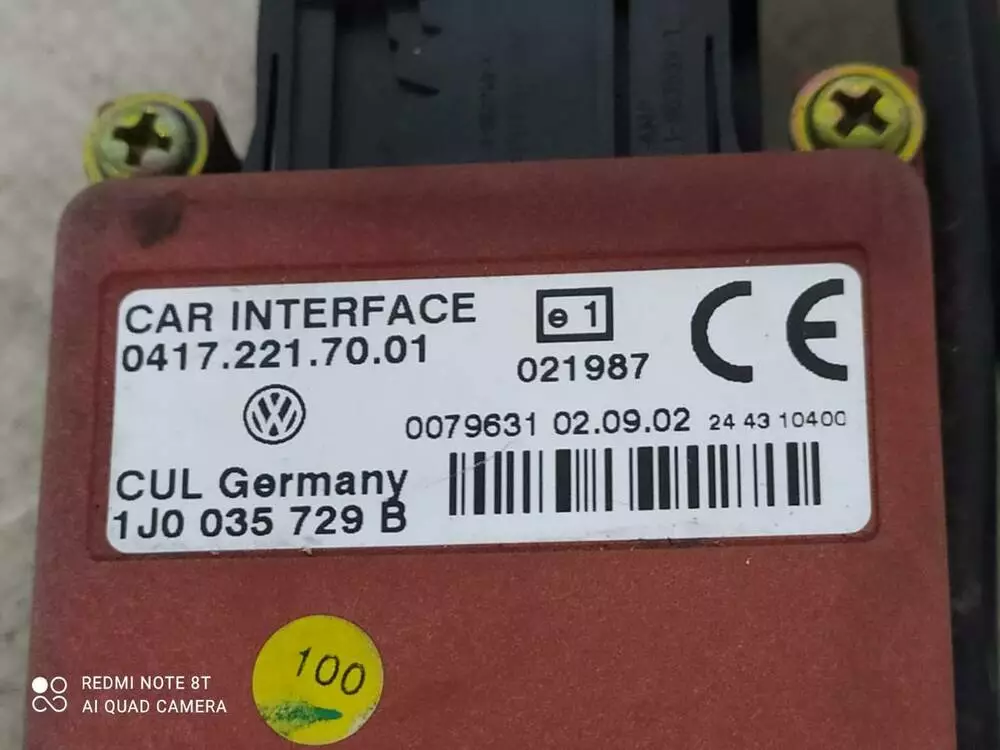 CAR INTERFACE
0417.221.70.01
e 1
021987
CE
0079631 02.09.02 24 43 10400
CUL Germany
1J0 035 729 B
100
REDMI NOTE 8T
AI QUAD CAMERA